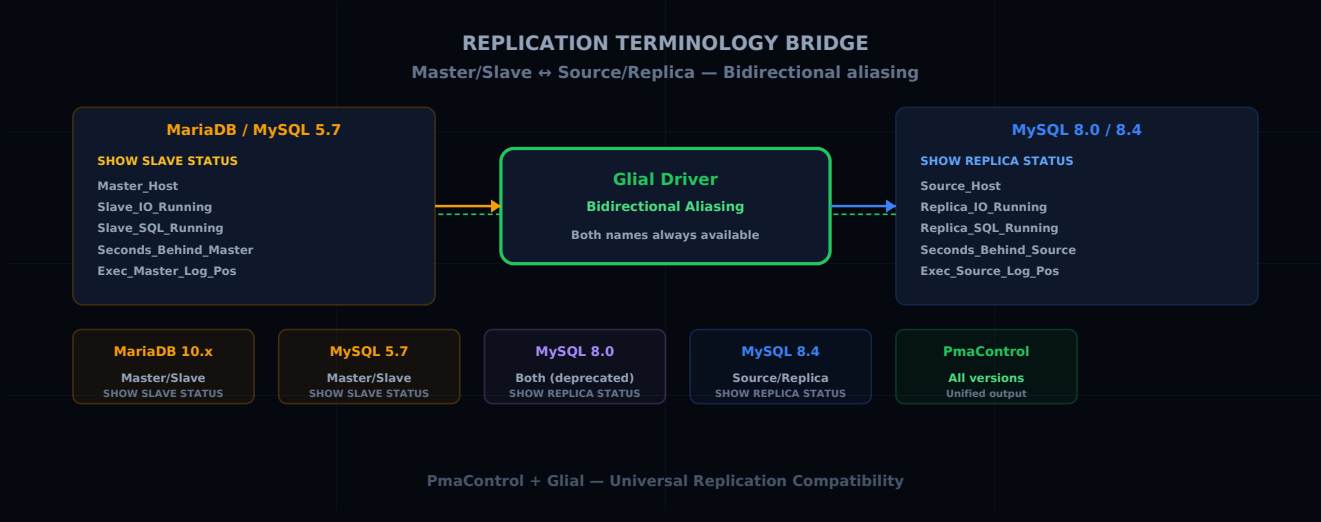 REPLICATION TERMINOLOGY BRIDGE
Master/Slave ↔ Source/Replica — Bidirectional aliasing
MariaDB / MySQL 5.7
SHOW SLAVE STATUS
Master_Host
Slave_IO_Running
Slave_SQL_Running
Seconds_Behind_Master
Exec_Master_Log_Pos
Glial Driver
Bidirectional Aliasing
Both names always available
MySQL 8.0 / 8.4
SHOW REPLICA STATUS
Source_Host
Replica_IO_Running
Replica_SQL_Running
Seconds_Behind_Source
Exec_Source_Log_Pos
MariaDB 10.x
Master/Slave
SHOW SLAVE STATUS
MySQL 5.7
Master/Slave
SHOW SLAVE STATUS
MySQL 8.0
Both (deprecated)
SHOW REPLICA STATUS
MySQL 8.4
Source/Replica
SHOW REPLICA STATUS
PmaControl
All versions
Unified output
PmaControl + Glial — Universal Replication Compatibility